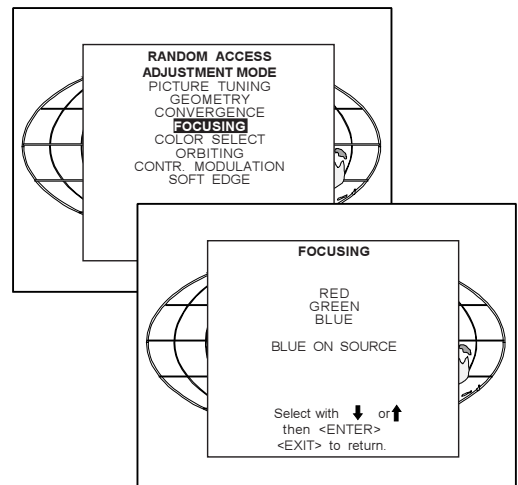 RANDOM ACCESS
ADJUSTMENT MODE
PICTURE TUNING
GEOMETRY
CONVERGENCE
FOCUSING
COLOR SELECT
ORBITING
CONTR. MODULATION
SOFT EDGE
FOCUSING
RED
GREEN
BLUE
BLUE ON SOURCE
Select with ⬇ or ⬆
then <ENTER>
<EXIT> to return.